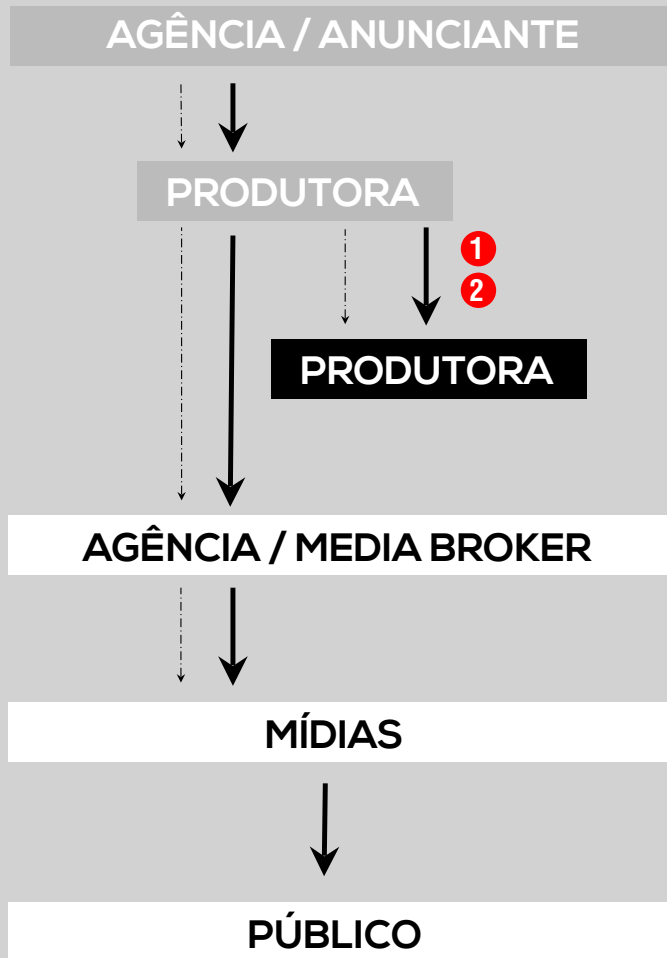 AGÊNCIA / ANUNCIANTE
PRODUTORA
1
2
PRODUTORA
AGÊNCIA / MEDIA BROKER
MÍDIAS
PÚBLICO